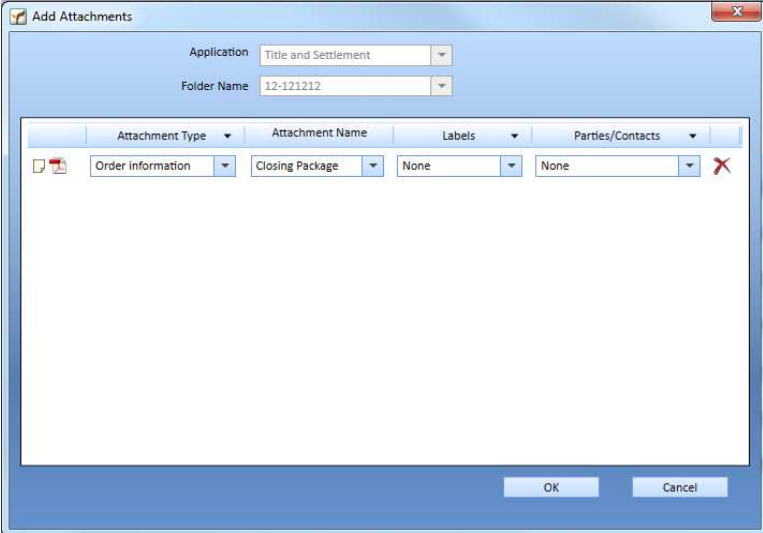 Add Attachments
Application Title and Settlement
Folder Name 12-121212
Attachment Type Attachment Name Labels Parties/Contacts
Order information Closing Package None None
OK Cancel